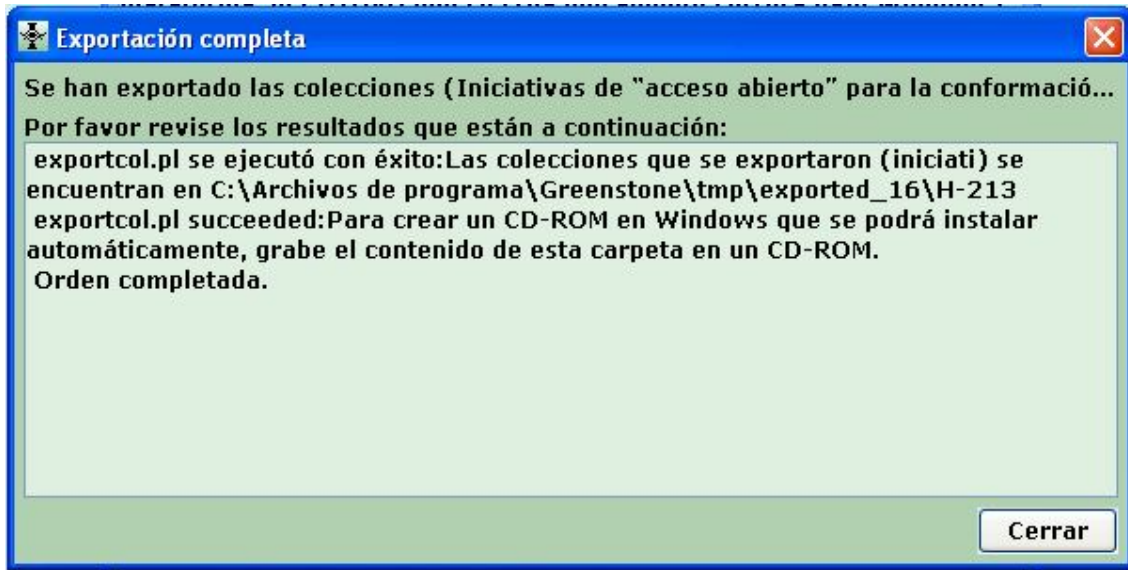 Exportación completa
Se han exportado las colecciones (Iniciativas de "acceso abierto" para la conformació...
Por favor revise los resultados que están a continuación:
exportcol.pl se ejecutó con éxito:Las colecciones que se exportaron (iniciati) se
encuentran en C:\Archivos de programa\Greenstone\tmp\exported_16\H-213
exportcol.pl succeeded:Para crear un CD-ROM en Windows que se podrá instalar
automáticamente, grabe el contenido de esta carpeta en un CD-ROM.
Orden completada.
Cerrar